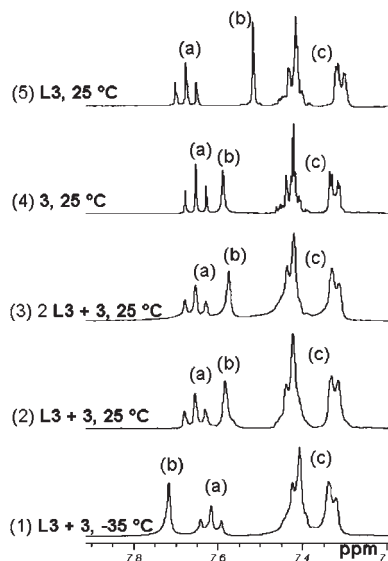 (b)
(a)
(c)
(5) L3, 25 °C
(a) (b)
(c)
(4) 3, 25 °C
(b)
(a)
(c)
(3) 2 L3 + 3, 25 °C
(b)
(a)
(c)
(2) L3 + 3, 25 °C
(b)
(a)
(c)
(1) L3 + 3, -35 °C
ppm
7.8 7.6 7.4 7